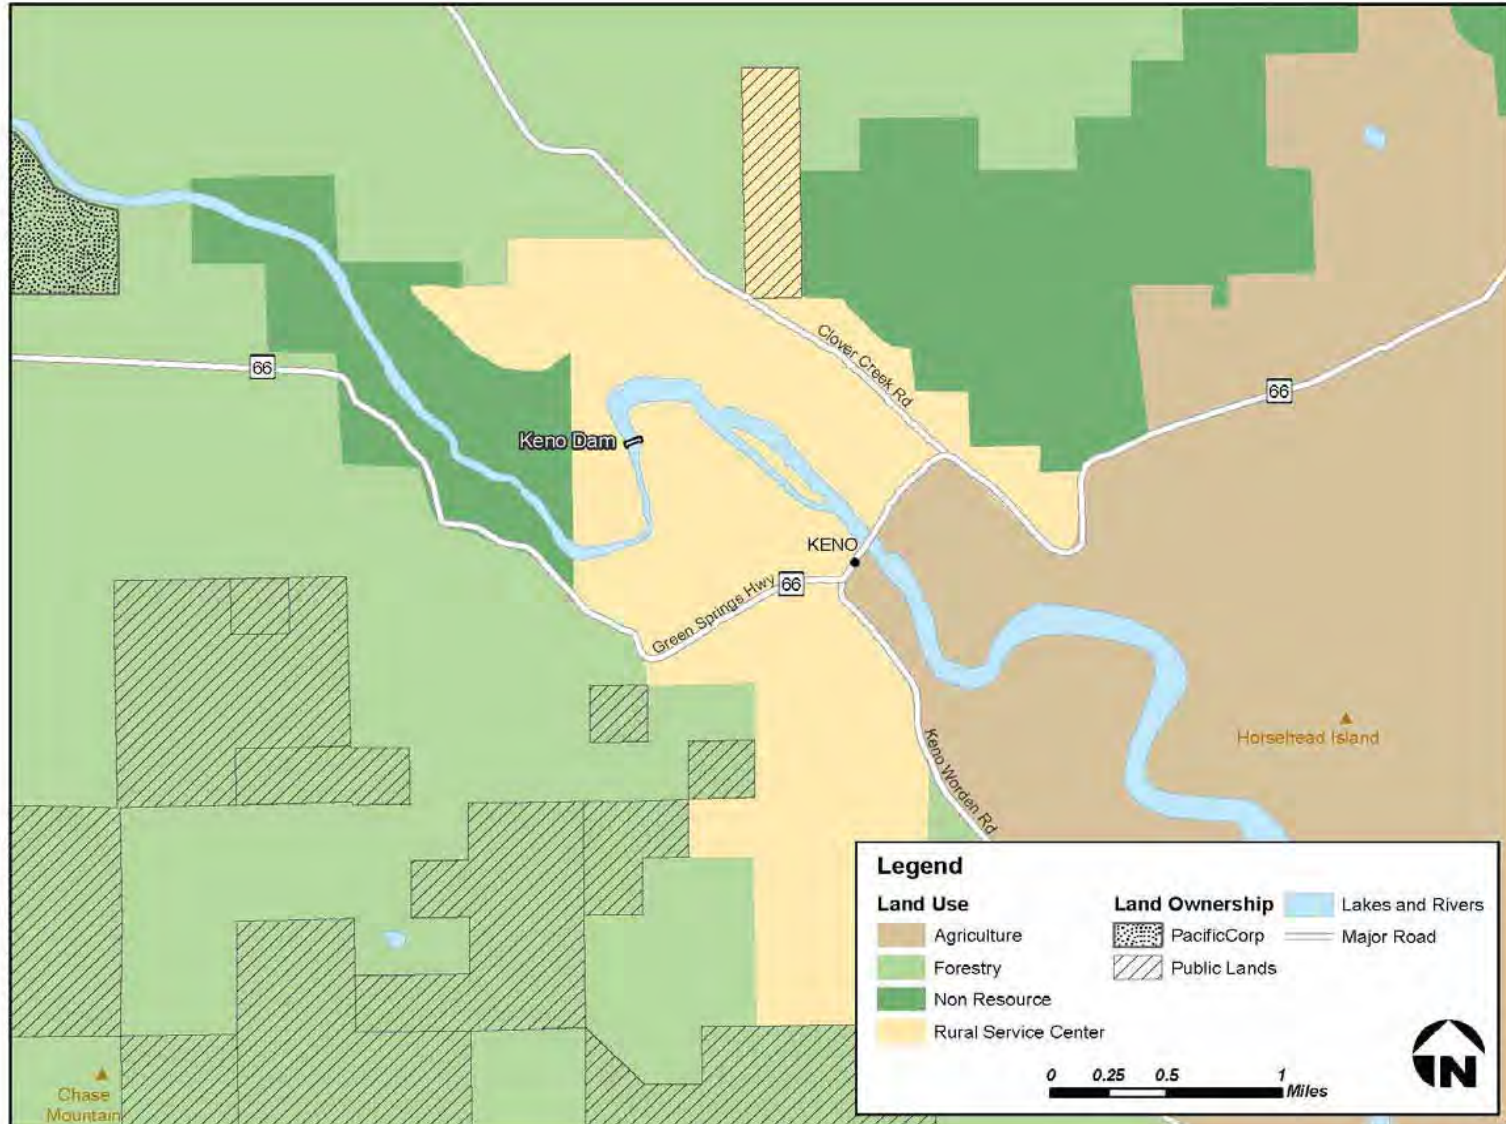 Clover Creek Rd
66
66
Keno Dam
KENO
66
Green Springs Hwy
Keno Worden Rd
Horsehead Island
Chase
Mountain
Legend
Land Use
Agriculture
Forestry
Non Resource
Rural Service Center
Land Ownership
PacificCorp
Public Lands
Lakes and Rivers
Major Road
0 0.25 0.5 1
Miles
N